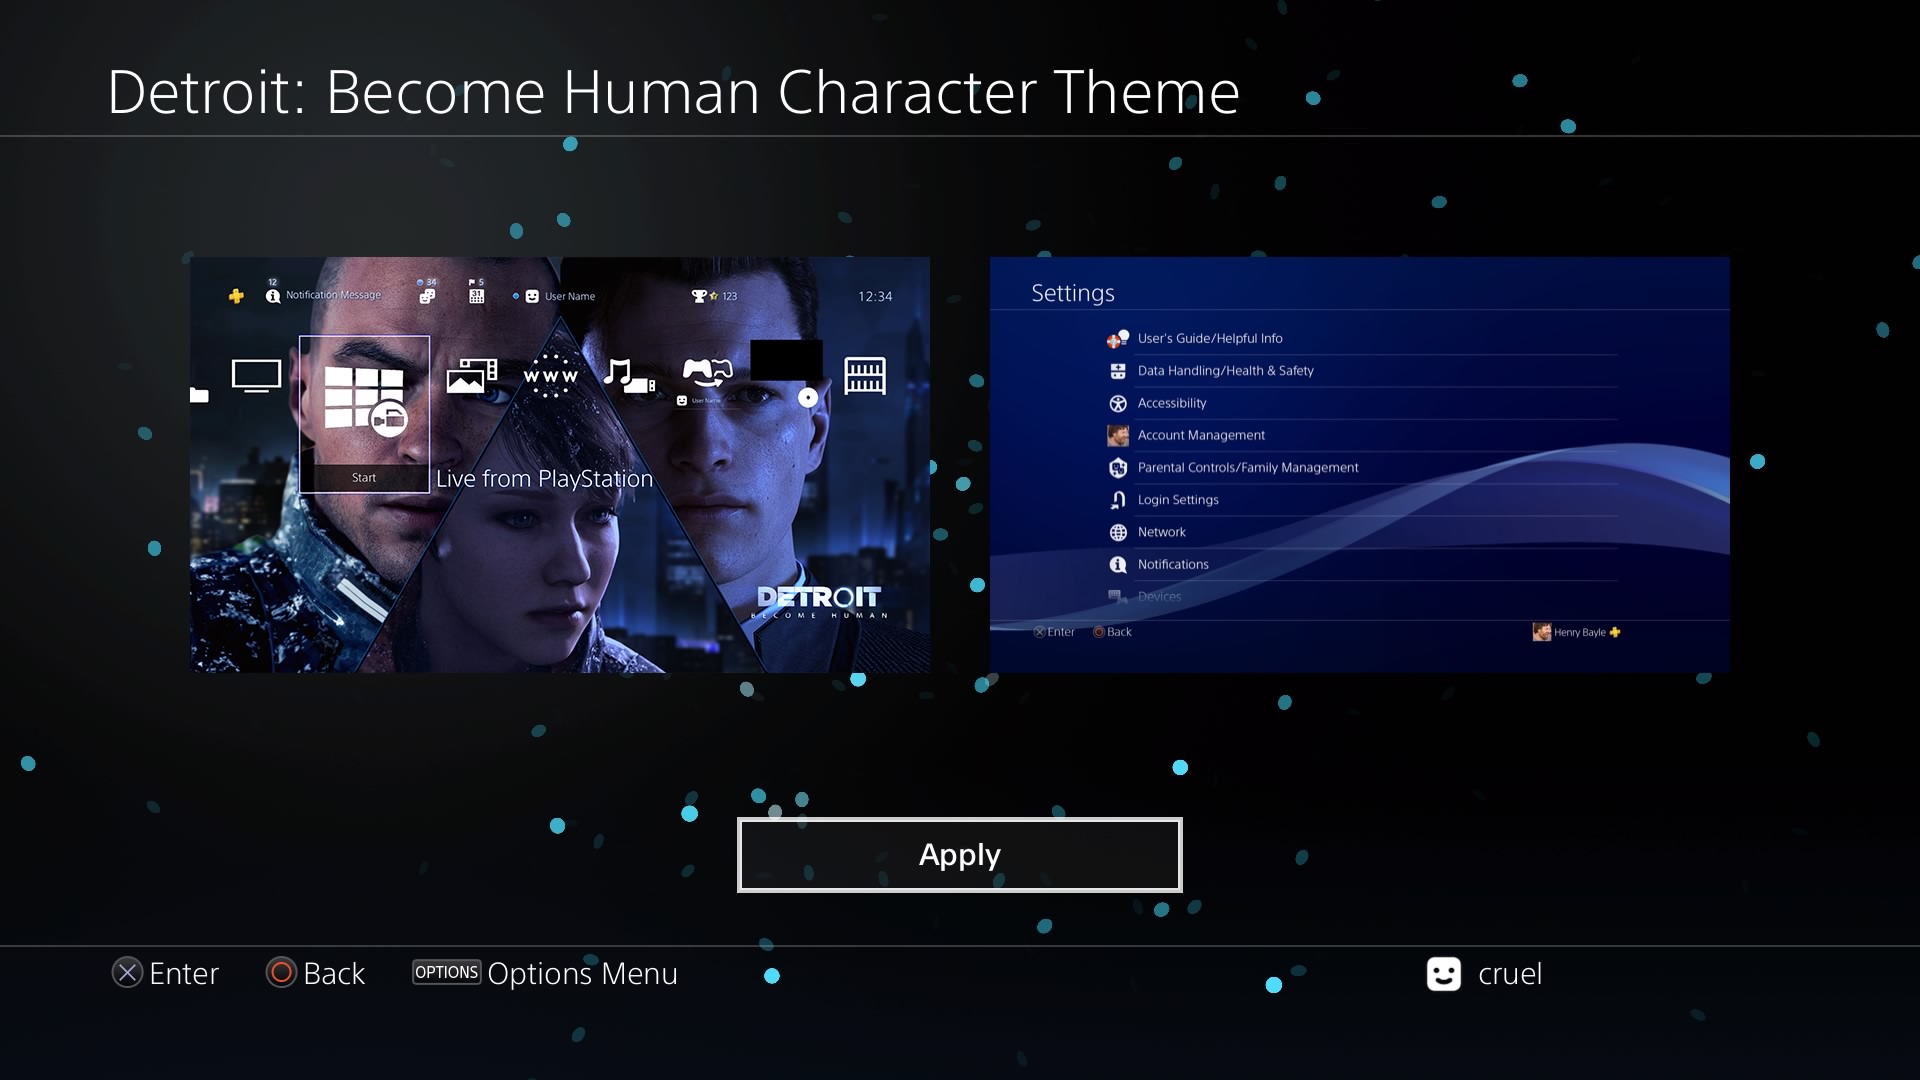 Detroit: Become Human Character Theme
12 34 5
Notification Message 31 User Name 123 12:34
WWW
User Name
Start
Live from PlayStation
DETROIT
BECOME HUMAN
Settings
User's Guide/Helpful Info
Data Handling/Health & Safety
Accessibility
Account Management
Parental Controls/Family Management
Login Settings
Network
Notifications
Devices
Enter Back Henry Bayle
Apply
Enter Back OPTIONS Options Menu cruel